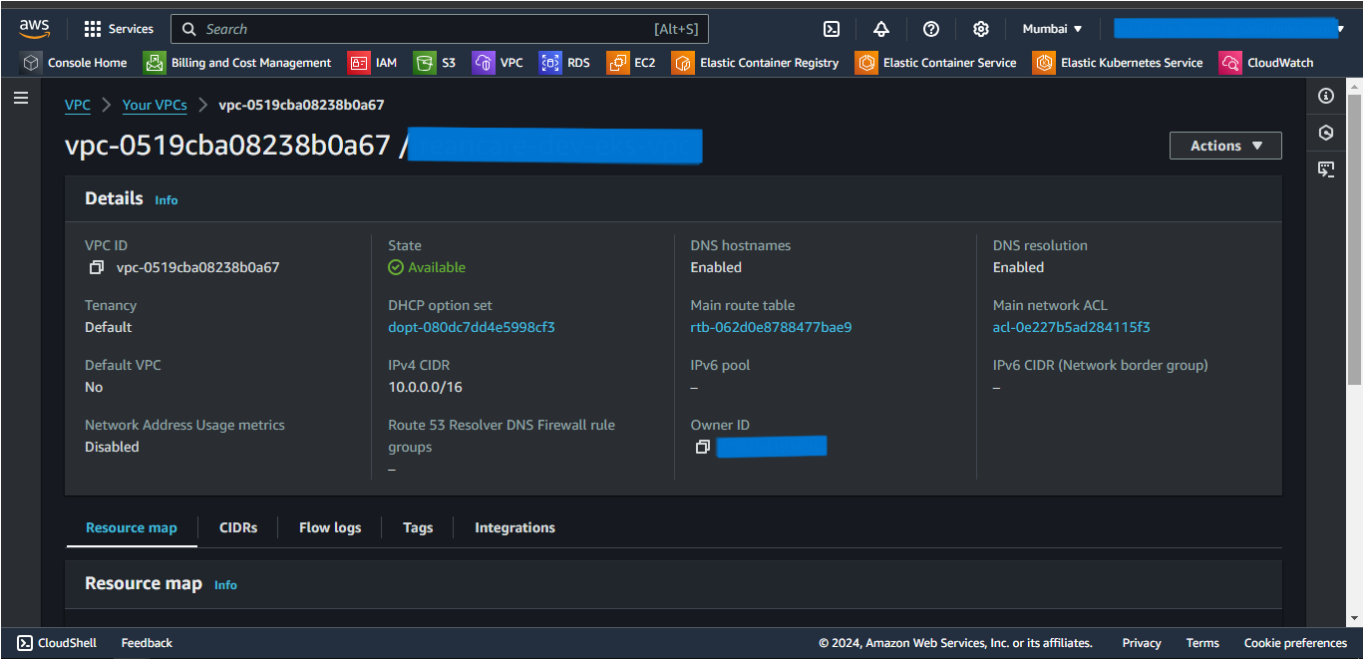 aws Services Search [Alt+S] Mumbai
Console Home Billing and Cost Management IAM S3 VPC RDS EC2 Elastic Container Registry Elastic Container Service Elastic Kubernetes Service CloudWatch
VPC Your VPCs vpc-0519cba08238b0a67
vpc-0519cba08238b0a67 /
Actions
Details Info
VPC ID
vpc-0519cba08238b0a67
State
Available
DNS hostnames
Enabled
DNS resolution
Enabled
Tenancy
Default
DHCP option set
dopt-080dc7dd4e5998cf3
Main route table
rtb-062d0e8788477bae9
Main network ACL
acl-0e227b5ad284115f3
Default VPC
No
IPv4 CIDR
10.0.0.0/16
IPv6 pool
–
IPv6 CIDR (Network border group)
–
Network Address Usage metrics
Disabled
Route 53 Resolver DNS Firewall rule
groups
–
Owner ID
Resource map CIDRs Flow logs Tags Integrations
Resource map Info
CloudShell Feedback © 2024, Amazon Web Services, Inc. or its affiliates. Privacy Terms Cookie preferences